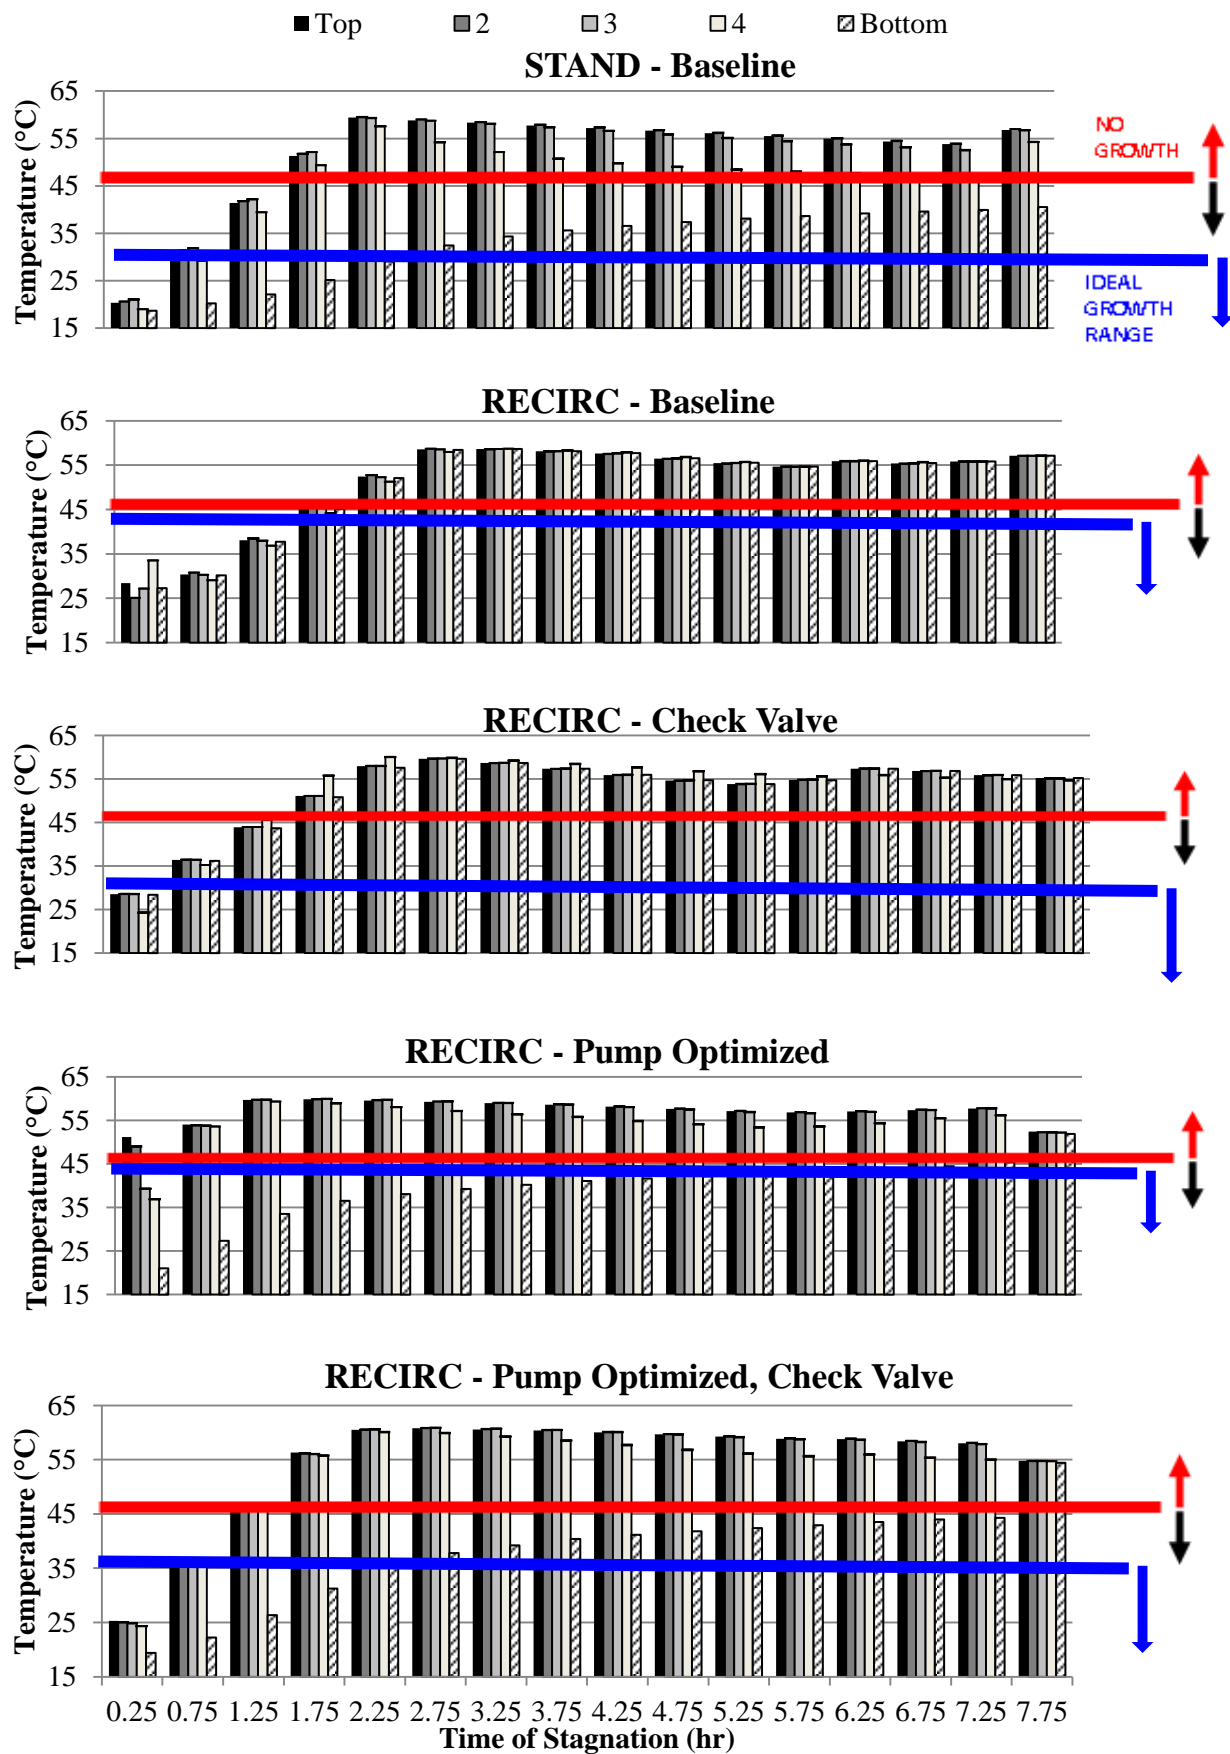 Top 2 3 4 Bottom
STAND - Baseline
Temperature (°C)
65
55
45
35
25
15
NO
GROWTH
IDEAL
GROWTH
RANGE
RECIRC - Baseline
Temperature (°C)
65
55
45
35
25
15
RECIRC - Check Valve
Temperature (°C)
65
55
45
35
25
15
RECIRC - Pump Optimized
Temperature (°C)
65
55
45
35
25
15
RECIRC - Pump Optimized, Check Valve
Temperature (°C)
65
55
45
35
25
15
0.25 0.75 1.25 1.75 2.25 2.75 3.25 3.75 4.25 4.75 5.25 5.75 6.25 6.75 7.25 7.75
Time of Stagnation (hr)